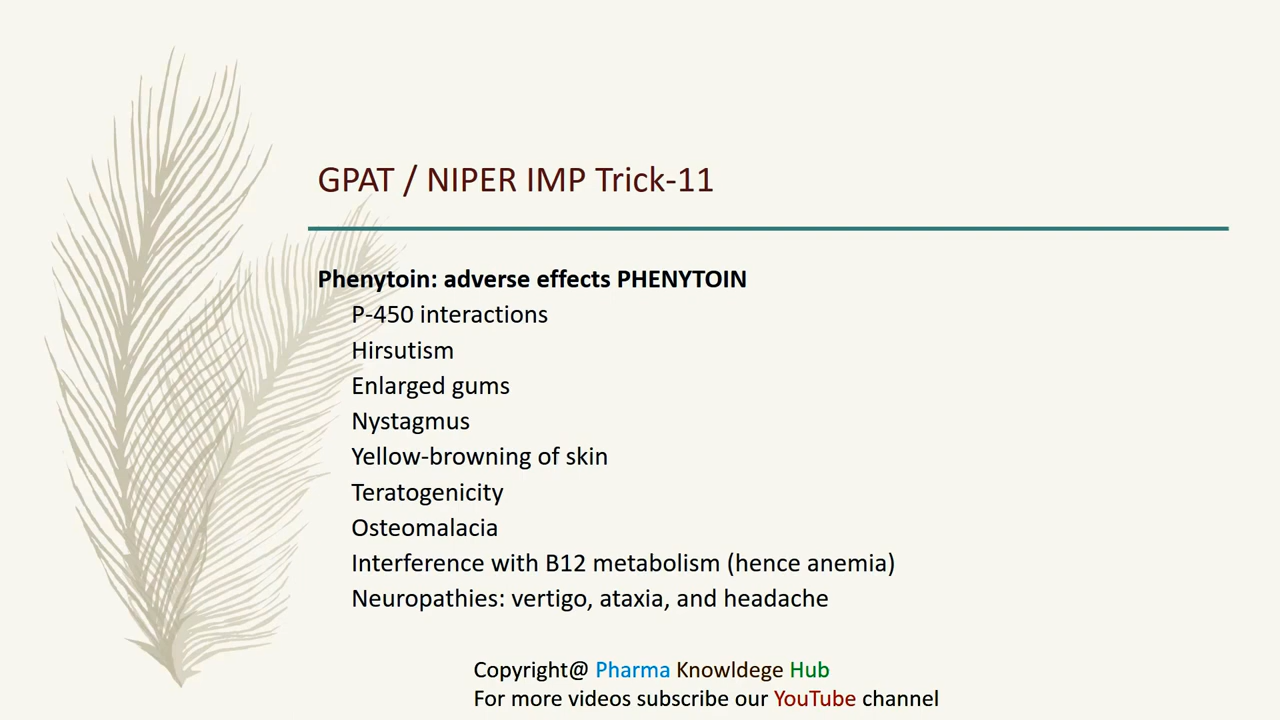 GPAT / NIPER IMP Trick-11
Phenytoin: adverse effects PHENYTOIN
P-450 interactions
Hirsutism
Enlarged gums
Nystagmus
Yellow-browning of skin
Teratogenicity
Osteomalacia
Interference with B12 metabolism (hence anemia)
Neuropathies: vertigo, ataxia, and headache
Copyright@ Pharma Knowldege Hub
For more videos subscribe our YouTube channel